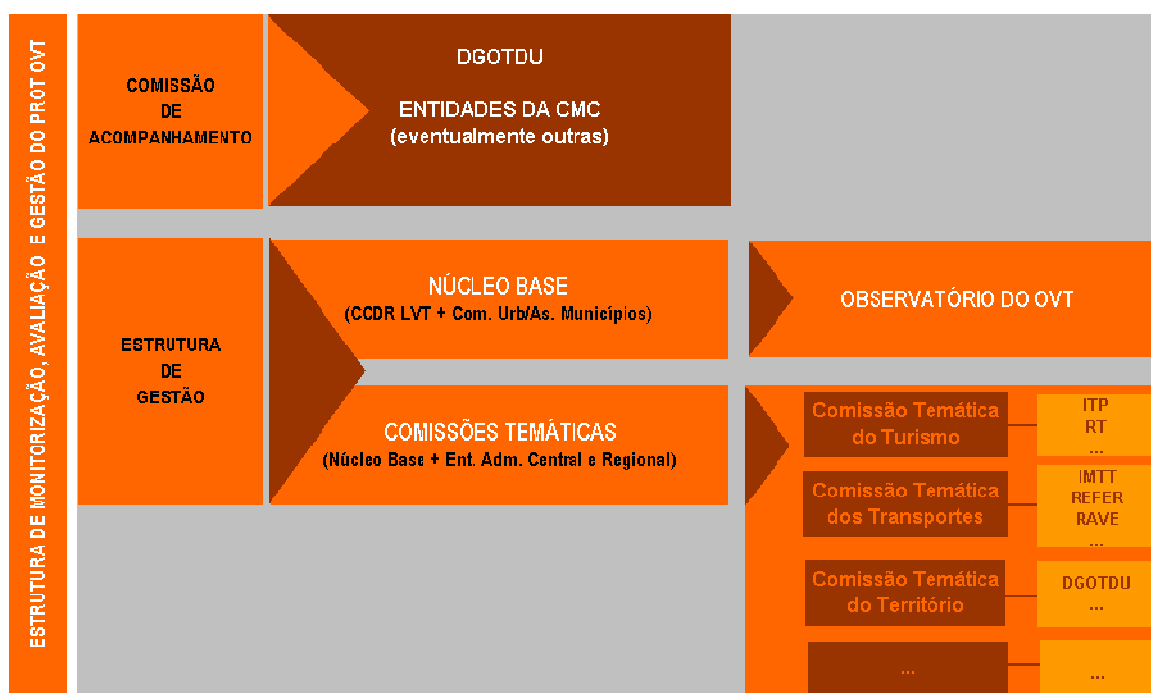 ESTRUTURA DE MONITORIZAÇÃO, AVALIAÇÃO E GESTÃO DO PROT OVT
COMISSÃO
DE
ACOMPANHAMENTO
DGOTDU
ENTIDADES DA CMC
(eventualmente outras)
ESTRUTURA
DE
GESTÃO
NÚCLEO BASE
(CCDR LVT + Com. Urb/As. Municípios)
OBSERVATÓRIO DO OVT
COMISSÕES TEMÁTICAS
(Núcleo Base + Ent. Adm. Central e Regional)
Comissão Temática
do Turismo
ITP
RT
...
Comissão Temática
dos Transportes
IMTT
REFER
RAVE
...
Comissão Temática
do Território
DGOTDU
...
...
...